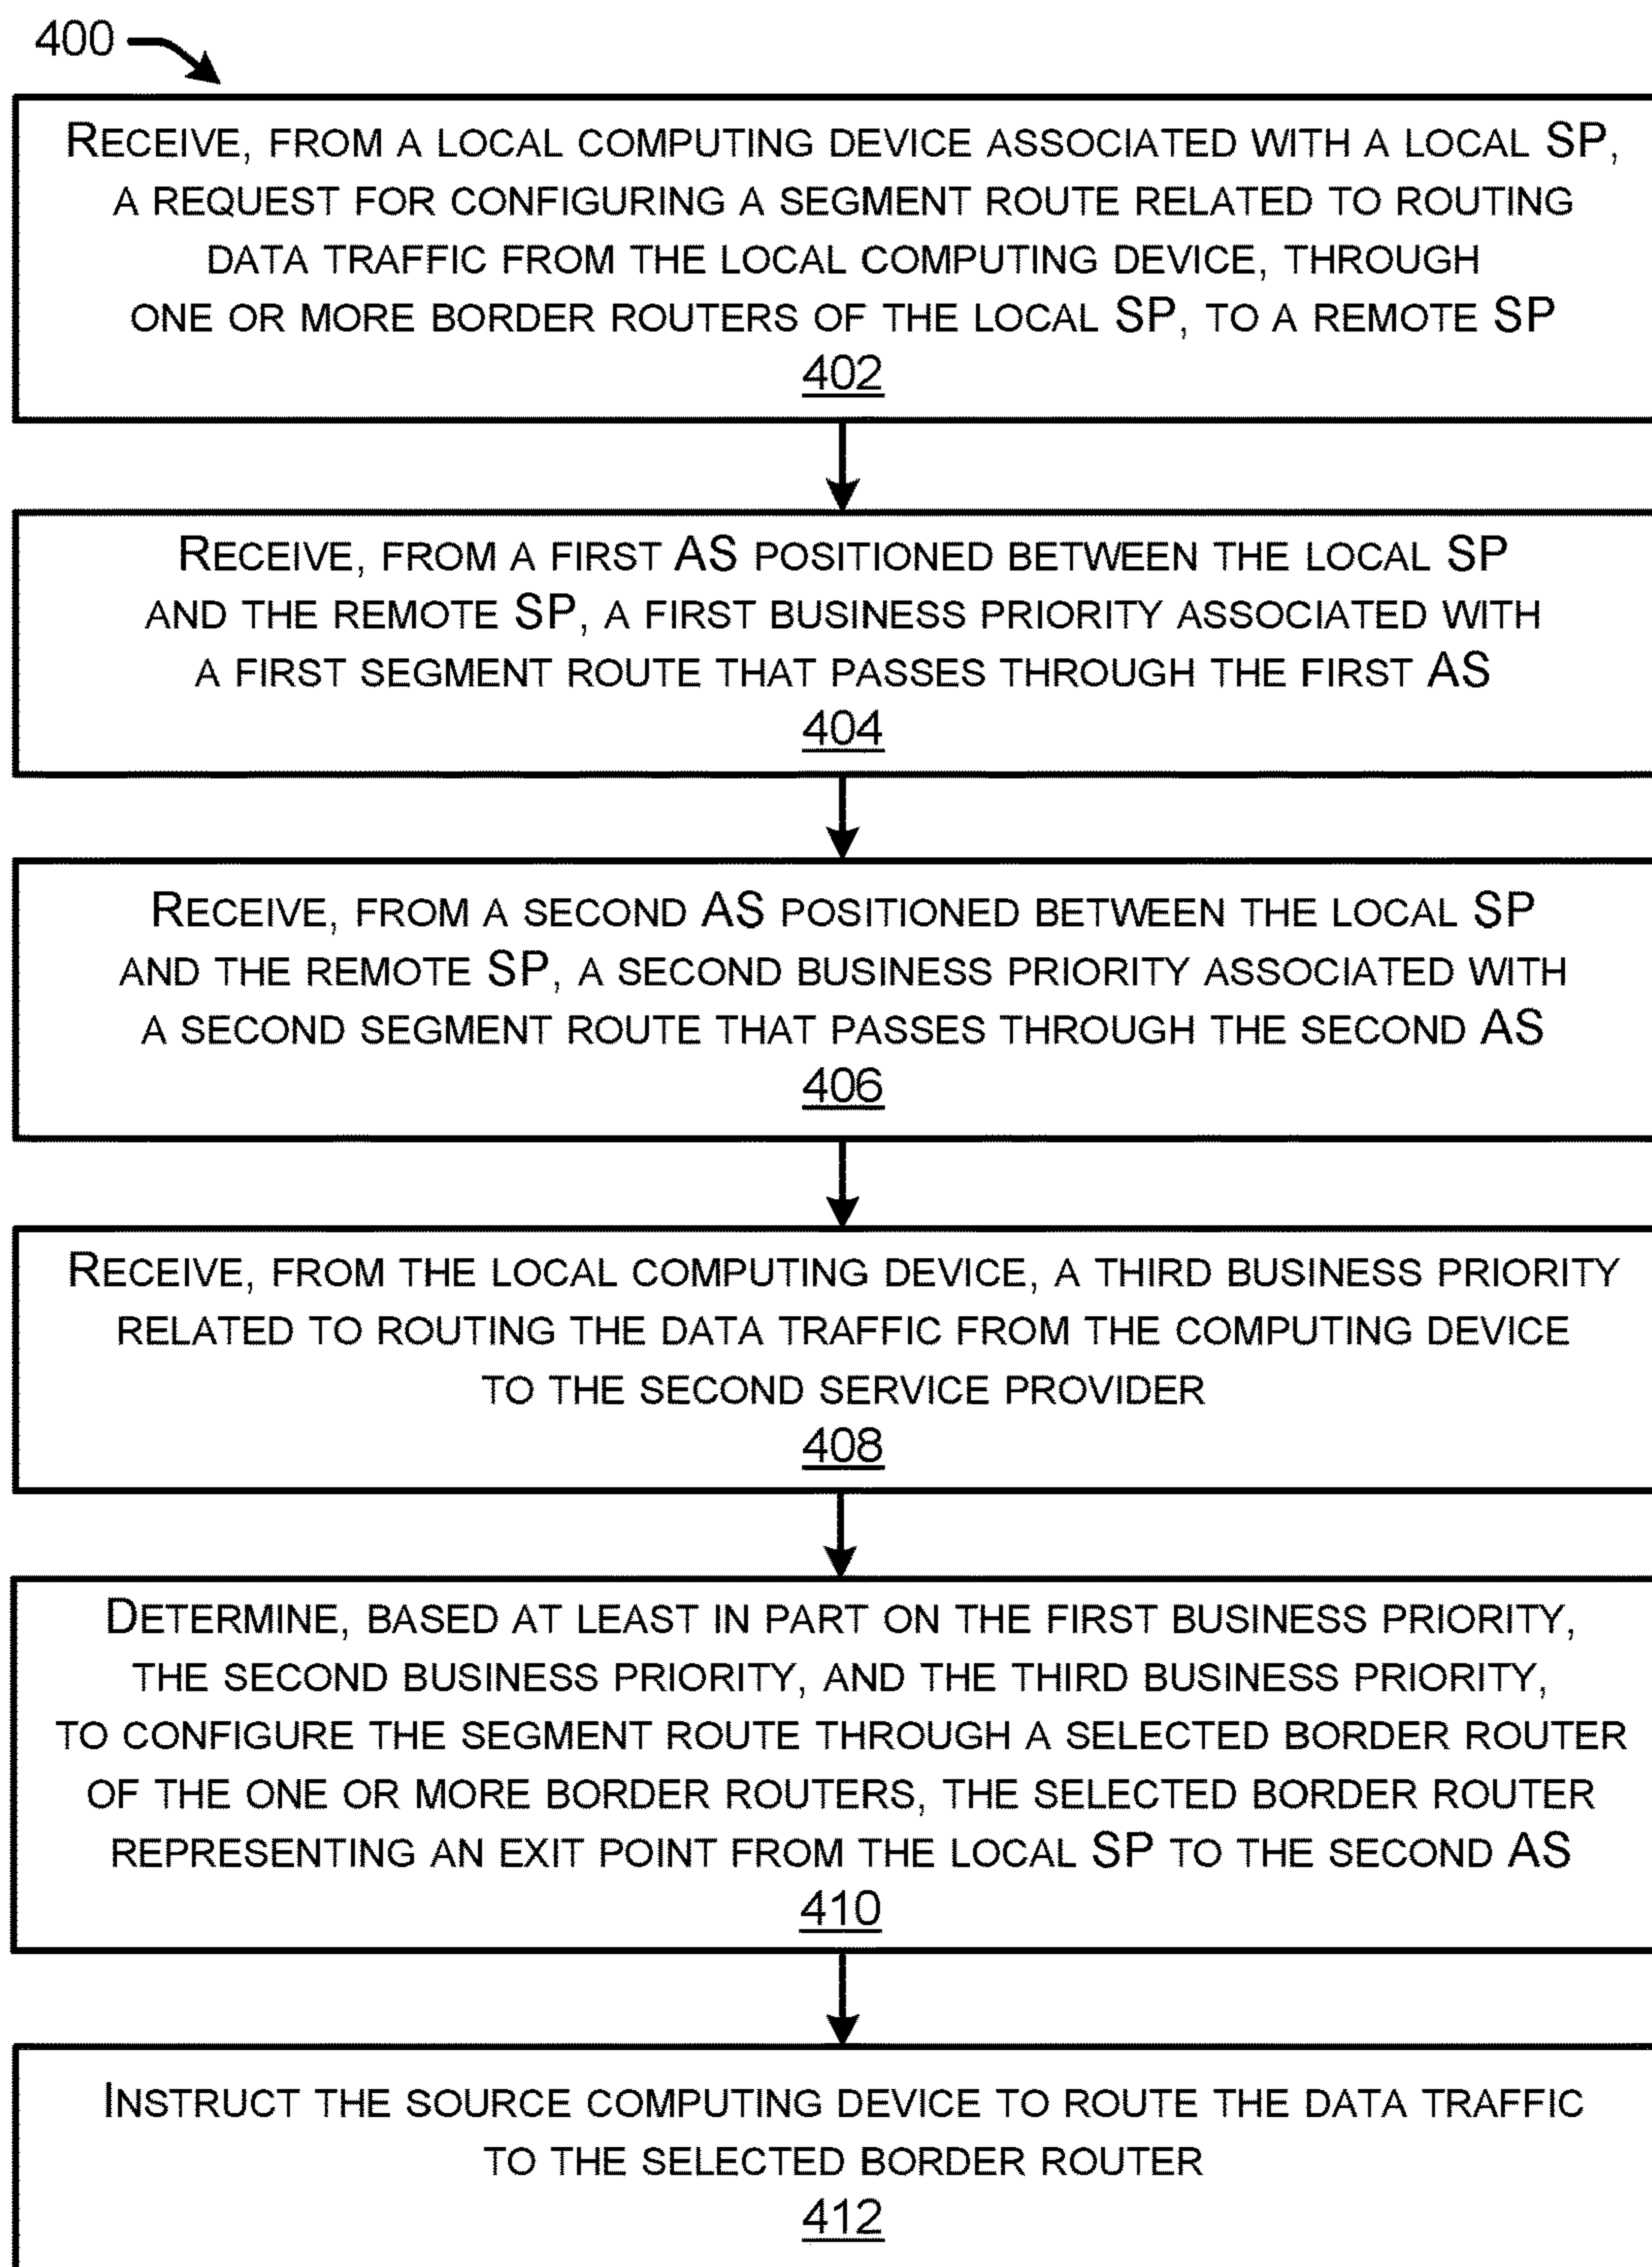 400
RECEIVE, FROM A LOCAL COMPUTING DEVICE ASSOCIATED WITH A LOCAL SP,
A REQUEST FOR CONFIGURING A SEGMENT ROUTE RELATED TO ROUTING
DATA TRAFFIC FROM THE LOCAL COMPUTING DEVICE, THROUGH
ONE OR MORE BORDER ROUTERS OF THE LOCAL SP, TO A REMOTE SP
402
RECEIVE, FROM A FIRST AS POSITIONED BETWEEN THE LOCAL SP
AND THE REMOTE SP, A FIRST BUSINESS PRIORITY ASSOCIATED WITH
A FIRST SEGMENT ROUTE THAT PASSES THROUGH THE FIRST AS
404
RECEIVE, FROM A SECOND AS POSITIONED BETWEEN THE LOCAL SP
AND THE REMOTE SP, A SECOND BUSINESS PRIORITY ASSOCIATED WITH
A SECOND SEGMENT ROUTE THAT PASSES THROUGH THE SECOND AS
406
RECEIVE, FROM THE LOCAL COMPUTING DEVICE, A THIRD BUSINESS PRIORITY
RELATED TO ROUTING THE DATA TRAFFIC FROM THE COMPUTING DEVICE
TO THE SECOND SERVICE PROVIDER
408
DETERMINE, BASED AT LEAST IN PART ON THE FIRST BUSINESS PRIORITY,
THE SECOND BUSINESS PRIORITY, AND THE THIRD BUSINESS PRIORITY,
TO CONFIGURE THE SEGMENT ROUTE THROUGH A SELECTED BORDER ROUTER
OF THE ONE OR MORE BORDER ROUTERS, THE SELECTED BORDER ROUTER
REPRESENTING AN EXIT POINT FROM THE LOCAL SP TO THE SECOND AS
410
INSTRUCT THE SOURCE COMPUTING DEVICE TO ROUTE THE DATA TRAFFIC
TO THE SELECTED BORDER ROUTER
412